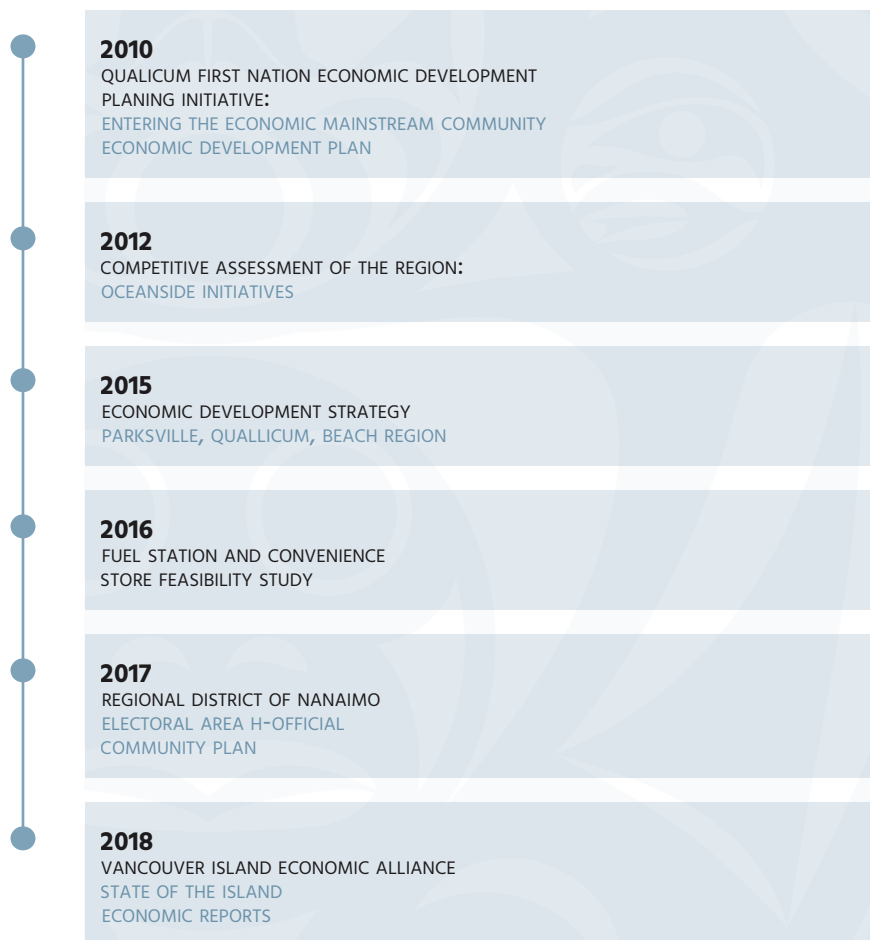 2010
QUALICUM FIRST NATION ECONOMIC DEVELOPMENT
PLANING INITIATIVE:
ENTERING THE ECONOMIC MAINSTREAM COMMUNITY
ECONOMIC DEVELOPMENT PLAN
2012
COMPETITIVE ASSESSMENT OF THE REGION:
OCEANSIDE INITIATIVES
2015
ECONOMIC DEVELOPMENT STRATEGY
PARKSVILLE, QUALLICUM, BEACH REGION
2016
FUEL STATION AND CONVENIENCE
STORE FEASIBILITY STUDY
2017
REGIONAL DISTRICT OF NANAIMO
ELECTORAL AREA H-OFFICIAL
COMMUNITY PLAN
2018
VANCOUVER ISLAND ECONOMIC ALLIANCE
STATE OF THE ISLAND
ECONOMIC REPORTS